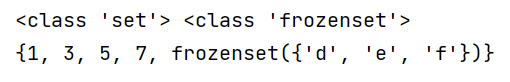 <class 'set'> <class 'frozenset'>
{1, 3, 5, 7, frozenset({'d', 'e', 'f'})}